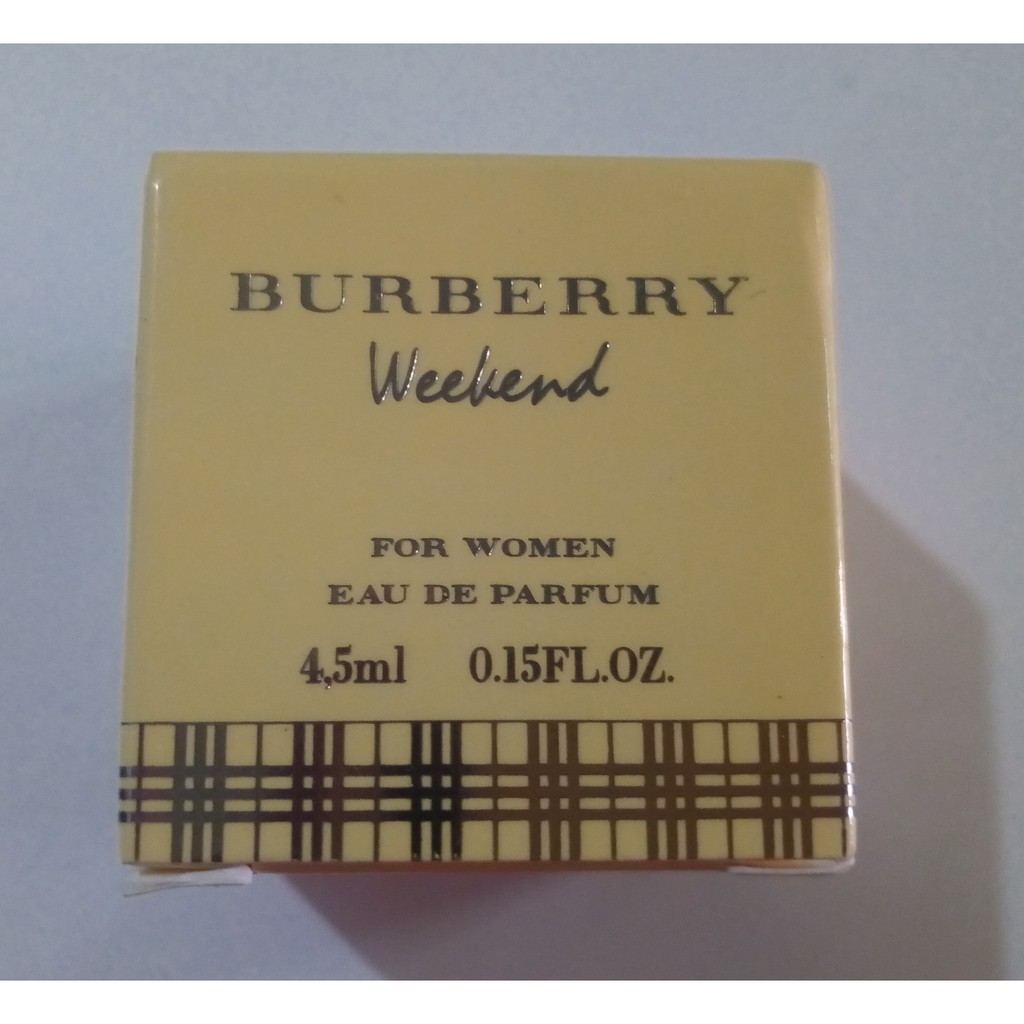 BURBERRY
Weekend
FOR WOMEN
EAU DE PARFUM
4,5ml 0.15FL.OZ.